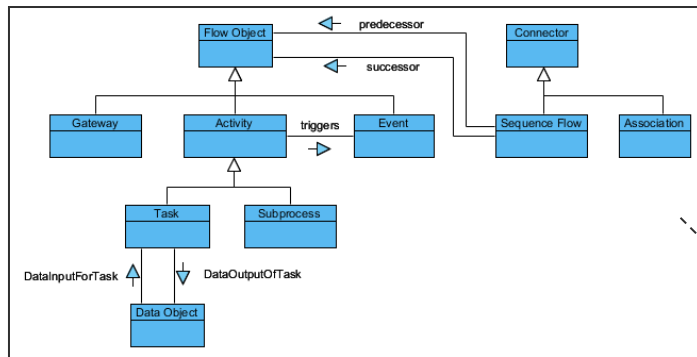 predecessor
Flow Object
Connector
successor
Gateway
Activity
triggers
Event
Sequence Flow
Association
Task
Subprocess
DataInputForTask
DataOutputOfTask
Data Object